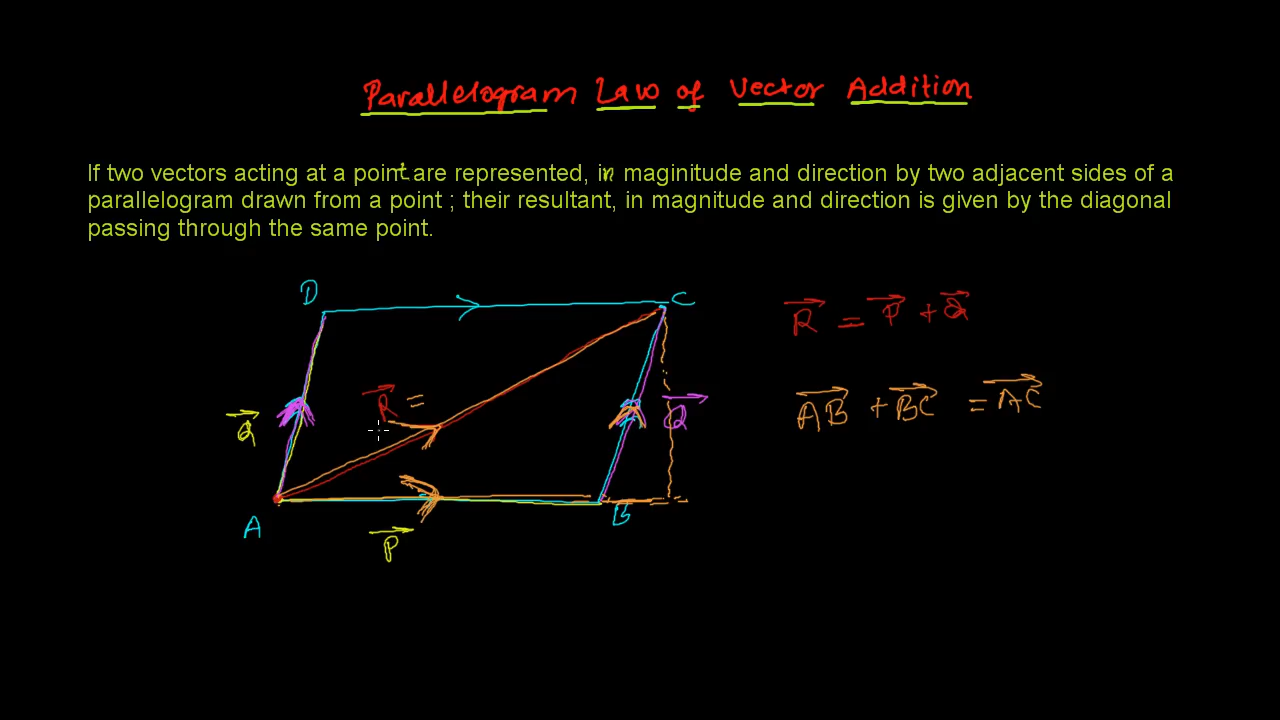 Parallelogram Law of Vector Addition
If two vectors acting at a point are represented, in maginitude and direction by two adjacent sides of a
parallelogram drawn from a point ; their resultant, in magnitude and direction is given by the diagonal
passing through the same point.
D
C
R⃗ = P⃗ + Q⃗
R⃗ =
Q⃗
Q⃗
AB⃗ + BC⃗ = AC⃗
A
B
P⃗